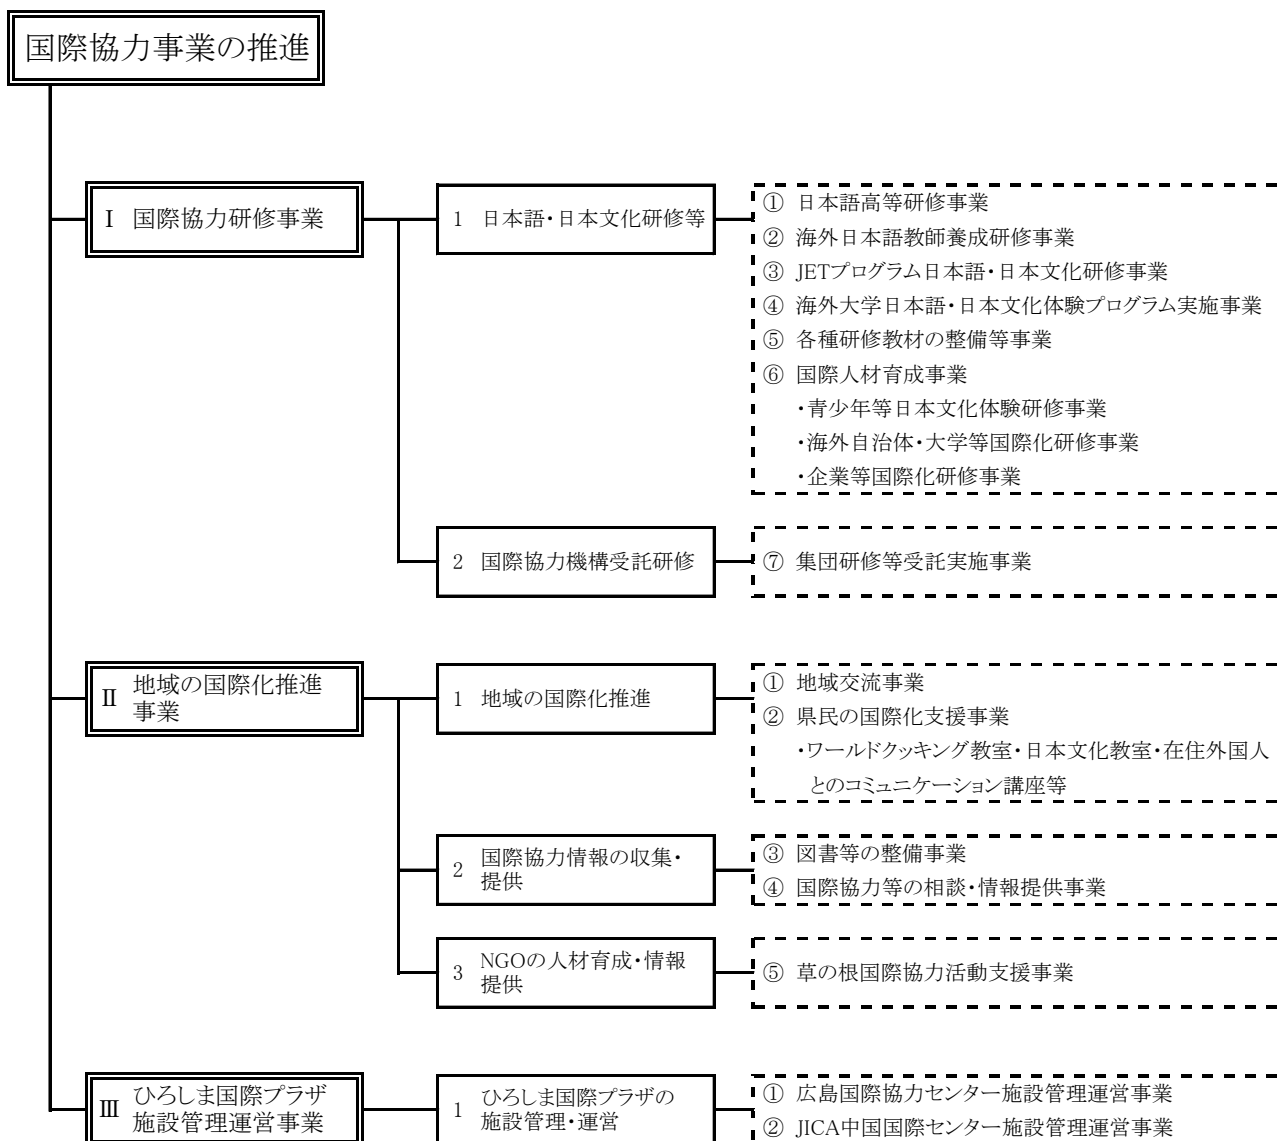 国際協力事業の推進
Ⅰ 国際協力研修事業
1 日本語・日本文化研修等
① 日本語高等研修事業
② 海外日本語教師養成研修事業
③ JETプログラム日本語・日本文化研修事業
④ 海外大学日本語・日本文化体験プログラム実施事業
⑤ 各種研修教材の整備等事業
⑥ 国際人材育成事業
・青少年等日本文化体験研修事業
・海外自治体・大学等国際化研修事業
・企業等国際化研修事業
2 国際協力機構受託研修
⑦ 集団研修等受託実施事業
Ⅱ 地域の国際化推進
事業
1 地域の国際化推進
① 地域交流事業
② 県民の国際化支援事業
・ワールドクッキング教室・日本文化教室・在住外国人
とのコミュニケーション講座等
2 国際協力情報の収集・
提供
③ 図書等の整備事業
④ 国際協力等の相談・情報提供事業
3 NGOの人材育成・情報
提供
⑤ 草の根国際協力活動支援事業
Ⅲ ひろしま国際プラザ
施設管理運営事業
1 ひろしま国際プラザの
施設管理・運営
① 広島国際協力センター施設管理運営事業
② JICA中国国際センター施設管理運営事業